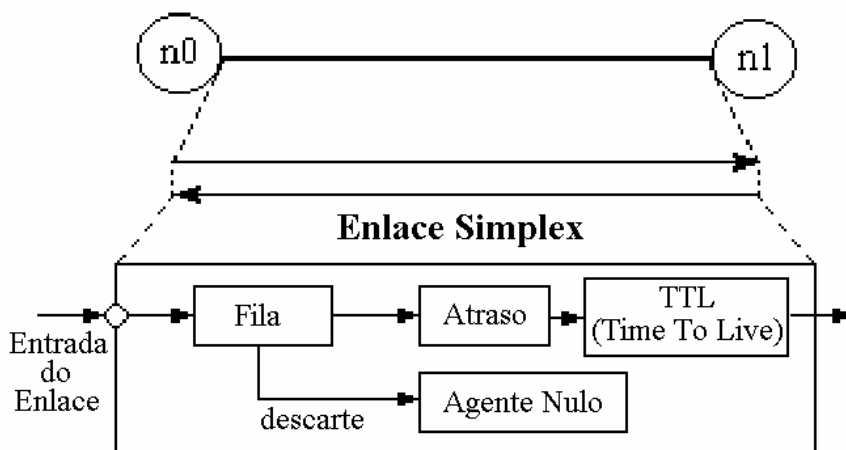 n0
n1
Enlace Simplex
Fila
Atraso
TTL
(Time To Live)
Entrada
do
Enlace
descarte
Agente Nulo